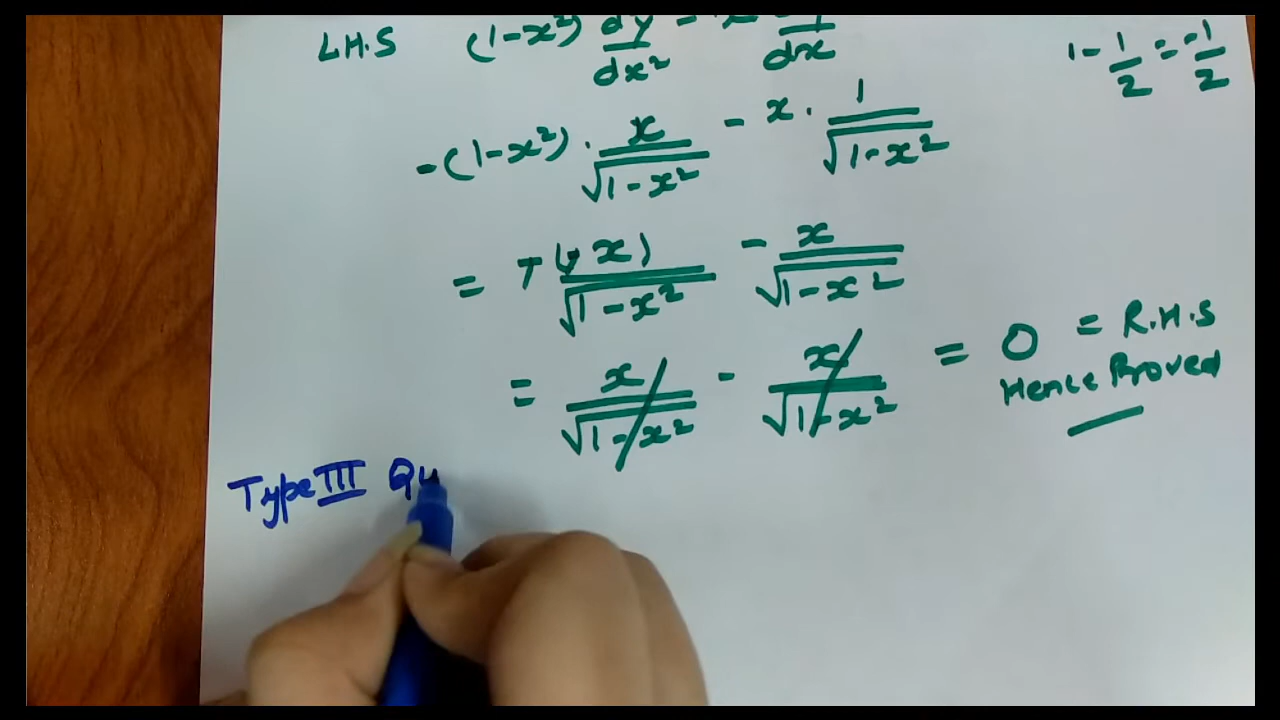 L.H.S (1-x²) d²y/dx² - x dy/dx
1 - 1/2 = -1/2
-(1-x²) · x/√(1-x²) - x · 1/√(1-x²)
= x/√(1-x²) - x/√(1-x²)
= x/√(1-x²) - x/√(1-x²) = 0 = R.H.S
Hence Proved
Type III Qu